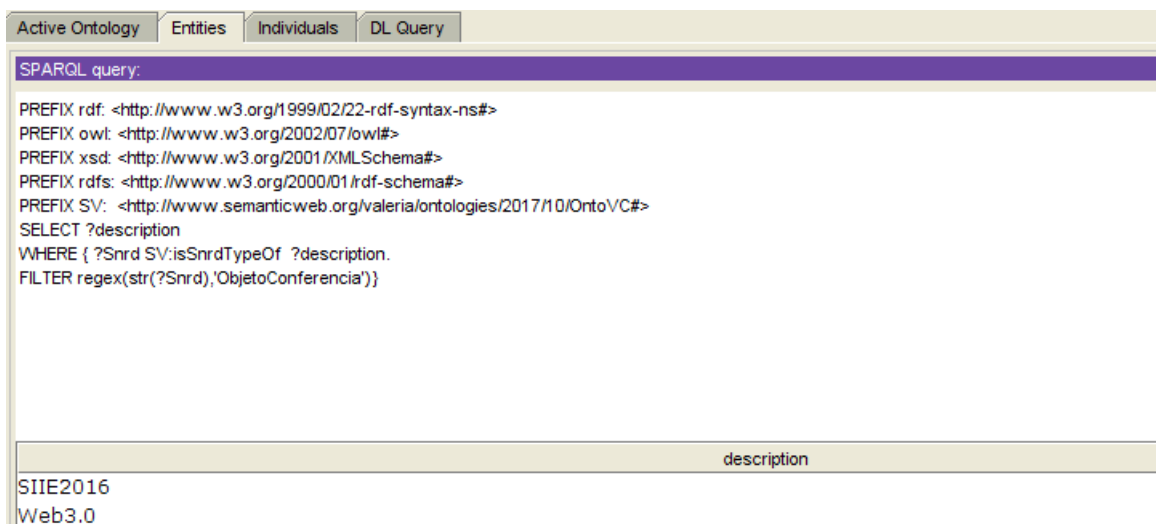 Active Ontology Entities Individuals DL Query
SPARQL query:
PREFIX rdf: <http://www.w3.org/1999/02/22-rdf-syntax-ns#>
PREFIX owl: <http://www.w3.org/2002/07/owl#>
PREFIX xsd: <http://www.w3.org/2001/XMLSchema#>
PREFIX rdfs: <http://www.w3.org/2000/01/rdf-schema#>
PREFIX SV: <http://www.semanticweb.org/valeria/ontologies/2017/10/OntoVC#>
SELECT ?description
WHERE { ?Snrd SV:isSnrdTypeOf ?description.
FILTER regex(str(?Snrd),'ObjetoConferencia')}
description
SIIE2016
Web3.0